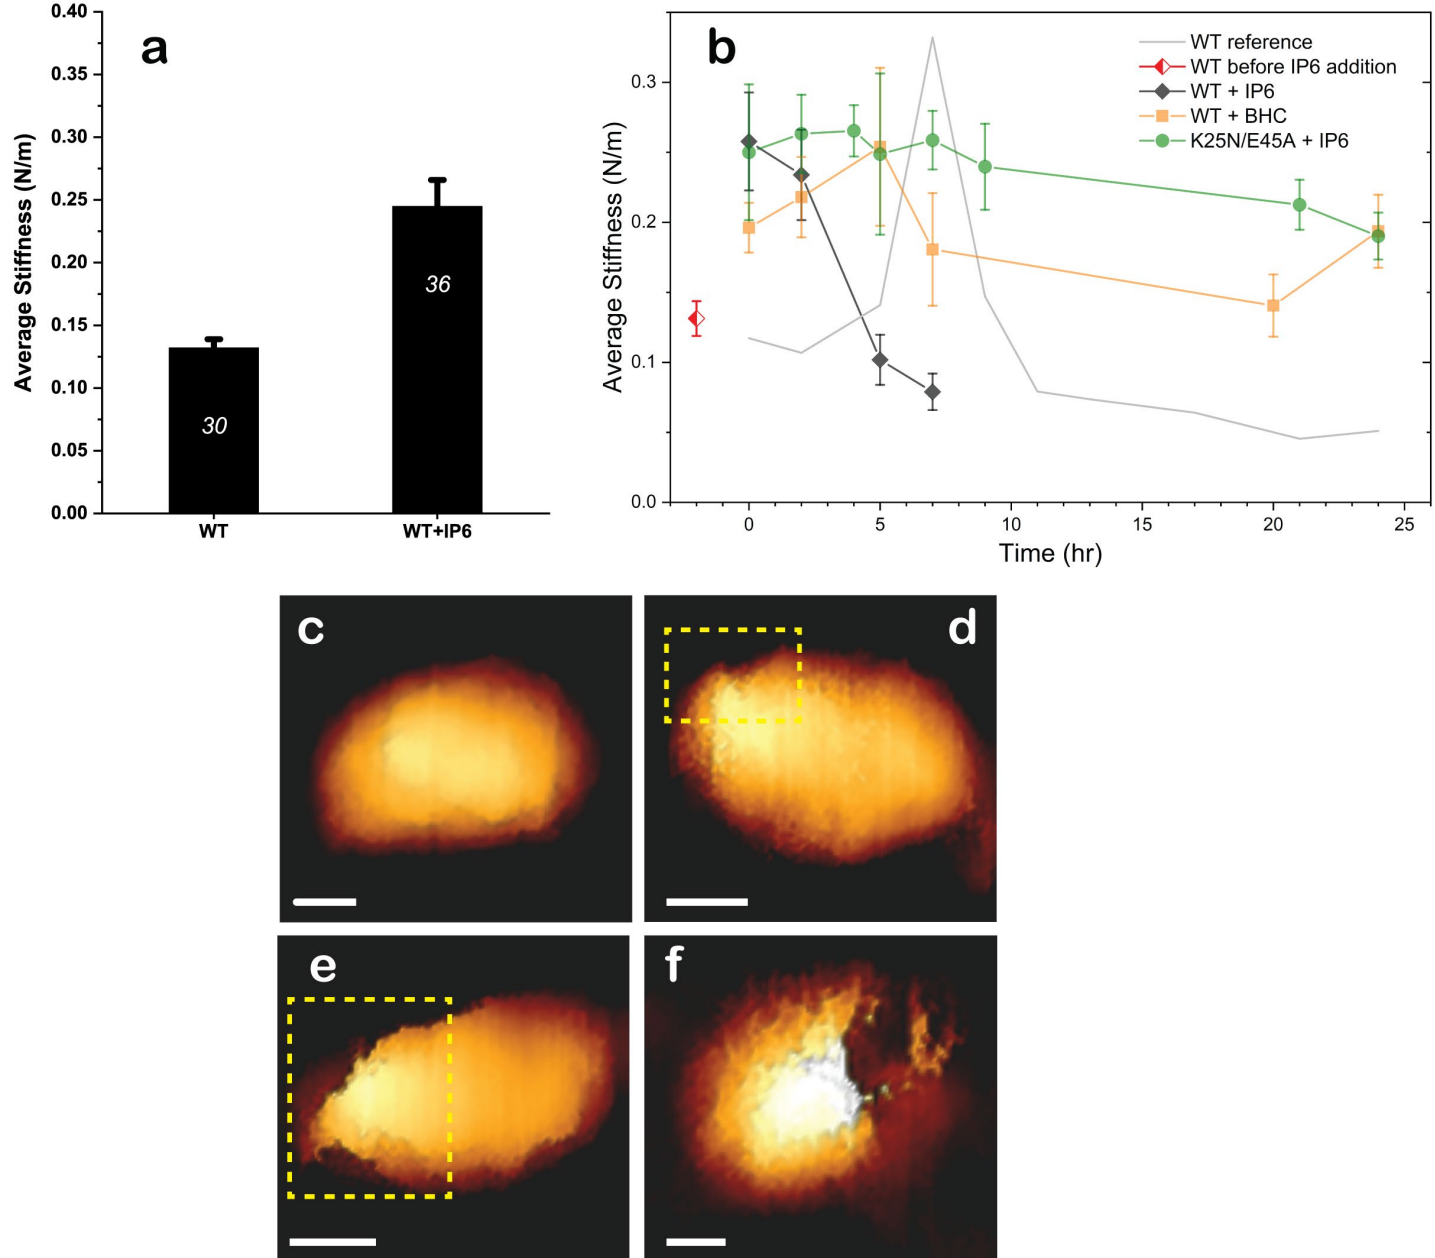 a
Average Stiffness (N/m)
0.40
0.35
0.30
0.25
0.20
0.15
0.10
0.05
0.00
30
36
WT
WT+IP6
b
Average Stiffness (N/m)
0.3
0.2
0.1
0.0
WT reference
WT before IP6 addition
WT + IP6
WT + BHC
K25N/E45A + IP6
0
5
10
15
20
25
Time (hr)
c
d
e
f